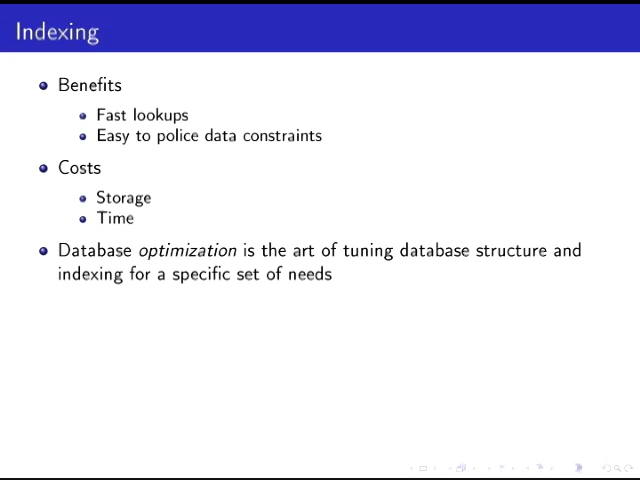 Indexing
Benefits
Fast lookups
Easy to police data constraints
Costs
Storage
Time
Database optimization is the art of tuning database structure and
indexing for a specific set of needs